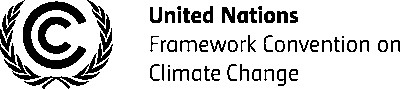 United Nations
Framework Convention on
Climate Change